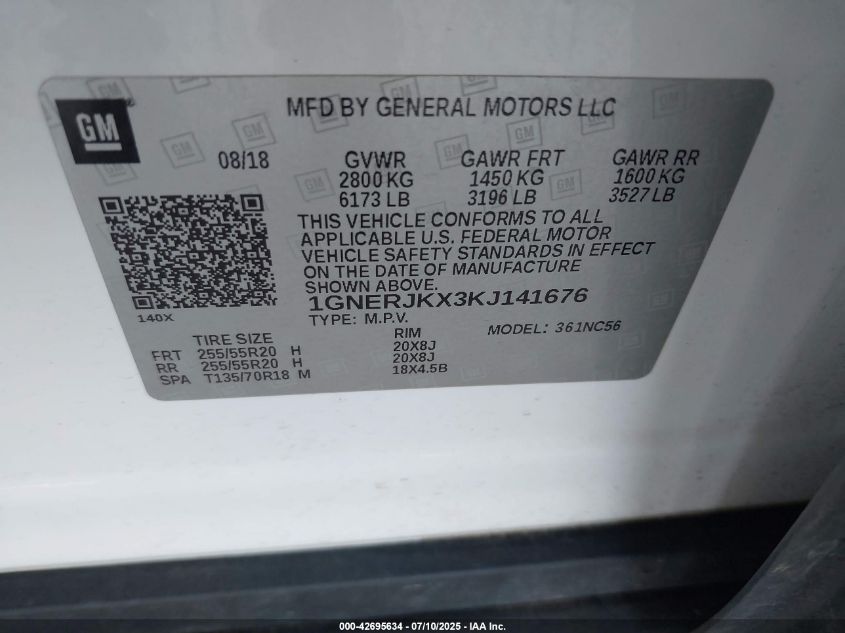 GM
MFD BY GENERAL MOTORS LLC
08/18 GVWR GAWR FRT GAWR RR
2800 KG 1450 KG 1600 KG
6173 LB 3196 LB 3527 LB
THIS VEHICLE CONFORMS TO ALL
APPLICABLE U.S. FEDERAL MOTOR
VEHICLE SAFETY STANDARDS IN EFFECT
ON THE DATE OF MANUFACTURE
SHOWN ABOVE.
1GNERJKX3KJ141676
140X
TYPE: M.P.V. MODEL: 361NC56
TIRE SIZE RIM
FRT 255/55R20 H 20X8J
RR 255/55R20 H 20X8J
SPA T135/70R18 M 18X4.5B
000-42695634 - 07/10/2025 - IAA Inc.